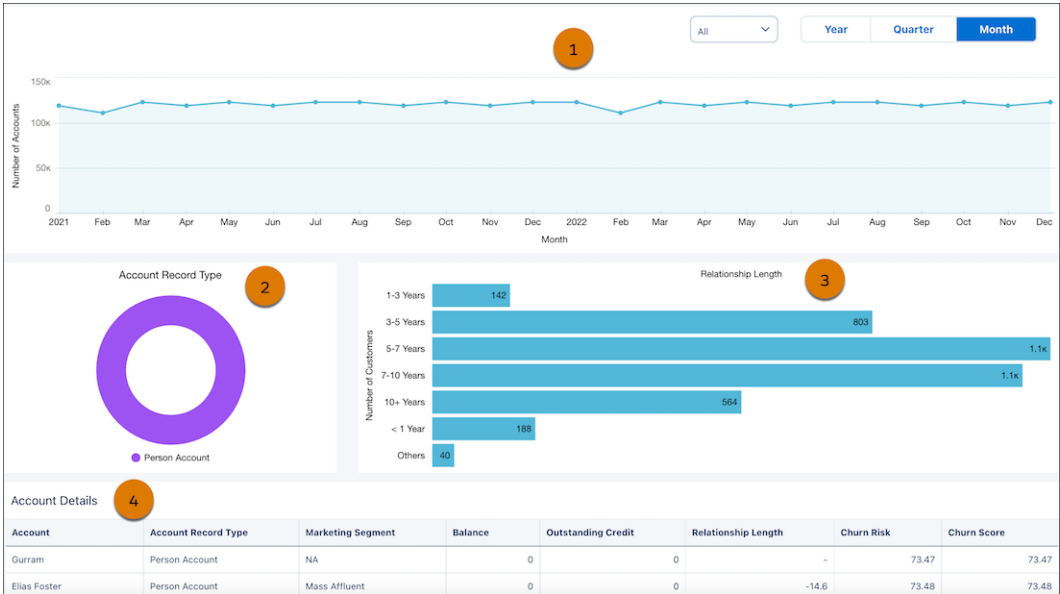 All
Year Quarter Month
1
150K
100K
50K
0
Number of Accounts
2021 Feb Mar Apr May Jun Jul Aug Sep Oct Nov Dec 2022 Feb Mar Apr May Jun Jul Aug Sep Oct Nov Dec
Month
Account Record Type
2
Person Account
Relationship Length
3
Number of Customers
1-3 Years 142
3-5 Years 803
5-7 Years 1.1K
7-10 Years 1.1K
10+ Years 564
< 1 Year 188
Others 40
Account Details
4
Account Account Record Type Marketing Segment Balance Outstanding Credit Relationship Length Churn Risk Churn Score
Gurram Person Account NA 0 0 - 73.47 73.47
Elias Foster Person Account Mass Affluent 0 0 -14.6 73.48 73.48